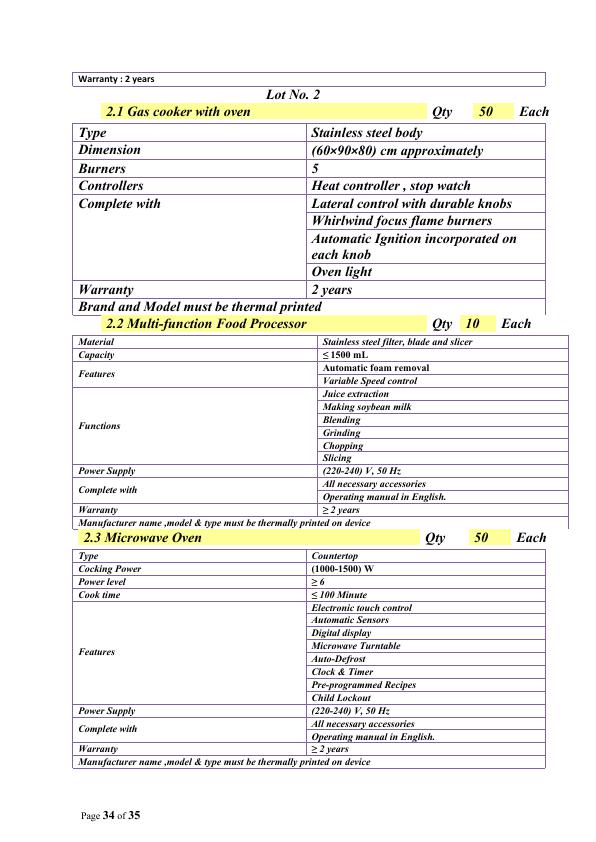 Warranty : 2 years
Lot No. 2
2.1 Gas cooker with oven Qty 50 Each
Type Stainless steel body
Dimension (60×90×80) cm approximately
Burners 5
Controllers Heat controller , stop watch
Complete with Lateral control with durable knobs
Whirlwind focus flame burners
Automatic Ignition incorporated on
each knob
Oven light
Warranty 2 years
Brand and Model must be thermal printed
2.2 Multi-function Food Processor Qty 10 Each
Material Stainless steel filter, blade and slicer
Capacity ≤ 1500 mL
Features Automatic foam removal
Variable Speed control
Functions Juice extraction
Making soybean milk
Blending
Grinding
Chopping
Slicing
Power Supply (220-240) V, 50 Hz
Complete with All necessary accessories
Operating manual in English.
Warranty ≥ 2 years
Manufacturer name ,model & type must be thermally printed on device
2.3 Microwave Oven Qty 50 Each
Type Countertop
Cocking Power (1000-1500) W
Power level ≥ 6
Cook time ≤ 100 Minute
Features Electronic touch control
Automatic Sensors
Digital display
Microwave Turntable
Auto-Defrost
Clock & Timer
Pre-programmed Recipes
Child Lockout
Power Supply (220-240) V, 50 Hz
Complete with All necessary accessories
Operating manual in English.
Warranty ≥ 2 years
Manufacturer name ,model & type must be thermally printed on device
Page 34 of 35